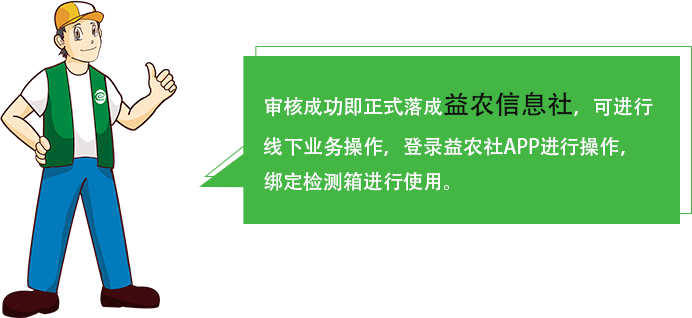 审核成功即正式落成益农信息社，可进行
线下业务操作，登录益农社APP进行操作，
绑定检测箱进行使用。